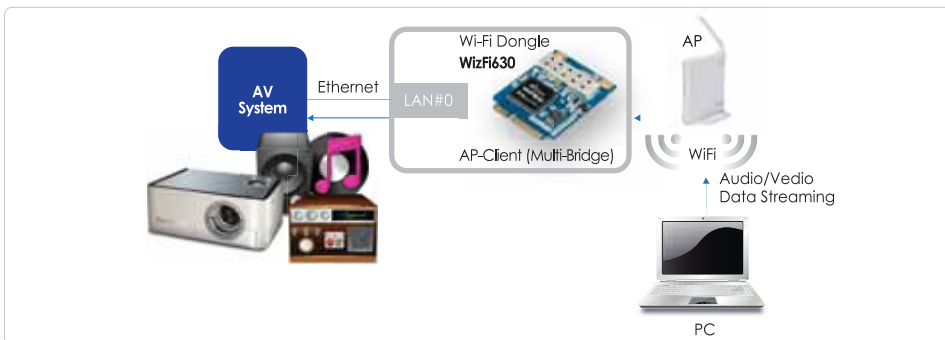 AV
System
Ethernet
Wi-Fi Dongle
WizFi630
LAN#0
AP-Client (Multi-Bridge)
AP
WiFi
Audio/Vedio
Data Streaming
PC